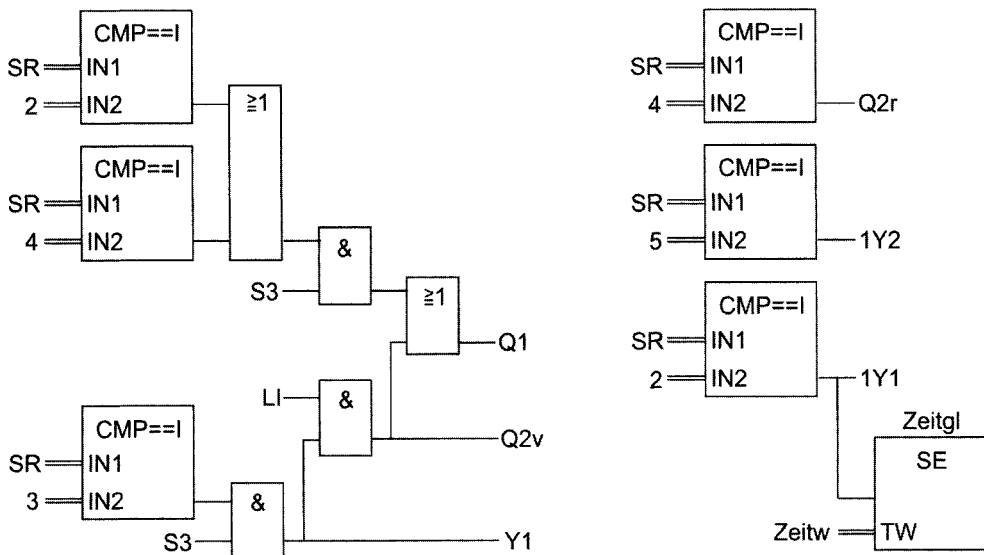 CMP==I
SR IN1
2 IN2
≧1
CMP==I
SR IN1
4 IN2
&
S3
≧1
Q1
LI
&
Q2v
CMP==I
SR IN1
3 IN2
&
S3
Y1
CMP==I
SR IN1
4 IN2 Q2r
CMP==I
SR IN1
5 IN2 1Y2
CMP==I
SR IN1
2 IN2 1Y1
Zeitgl
SE
Zeitw TW